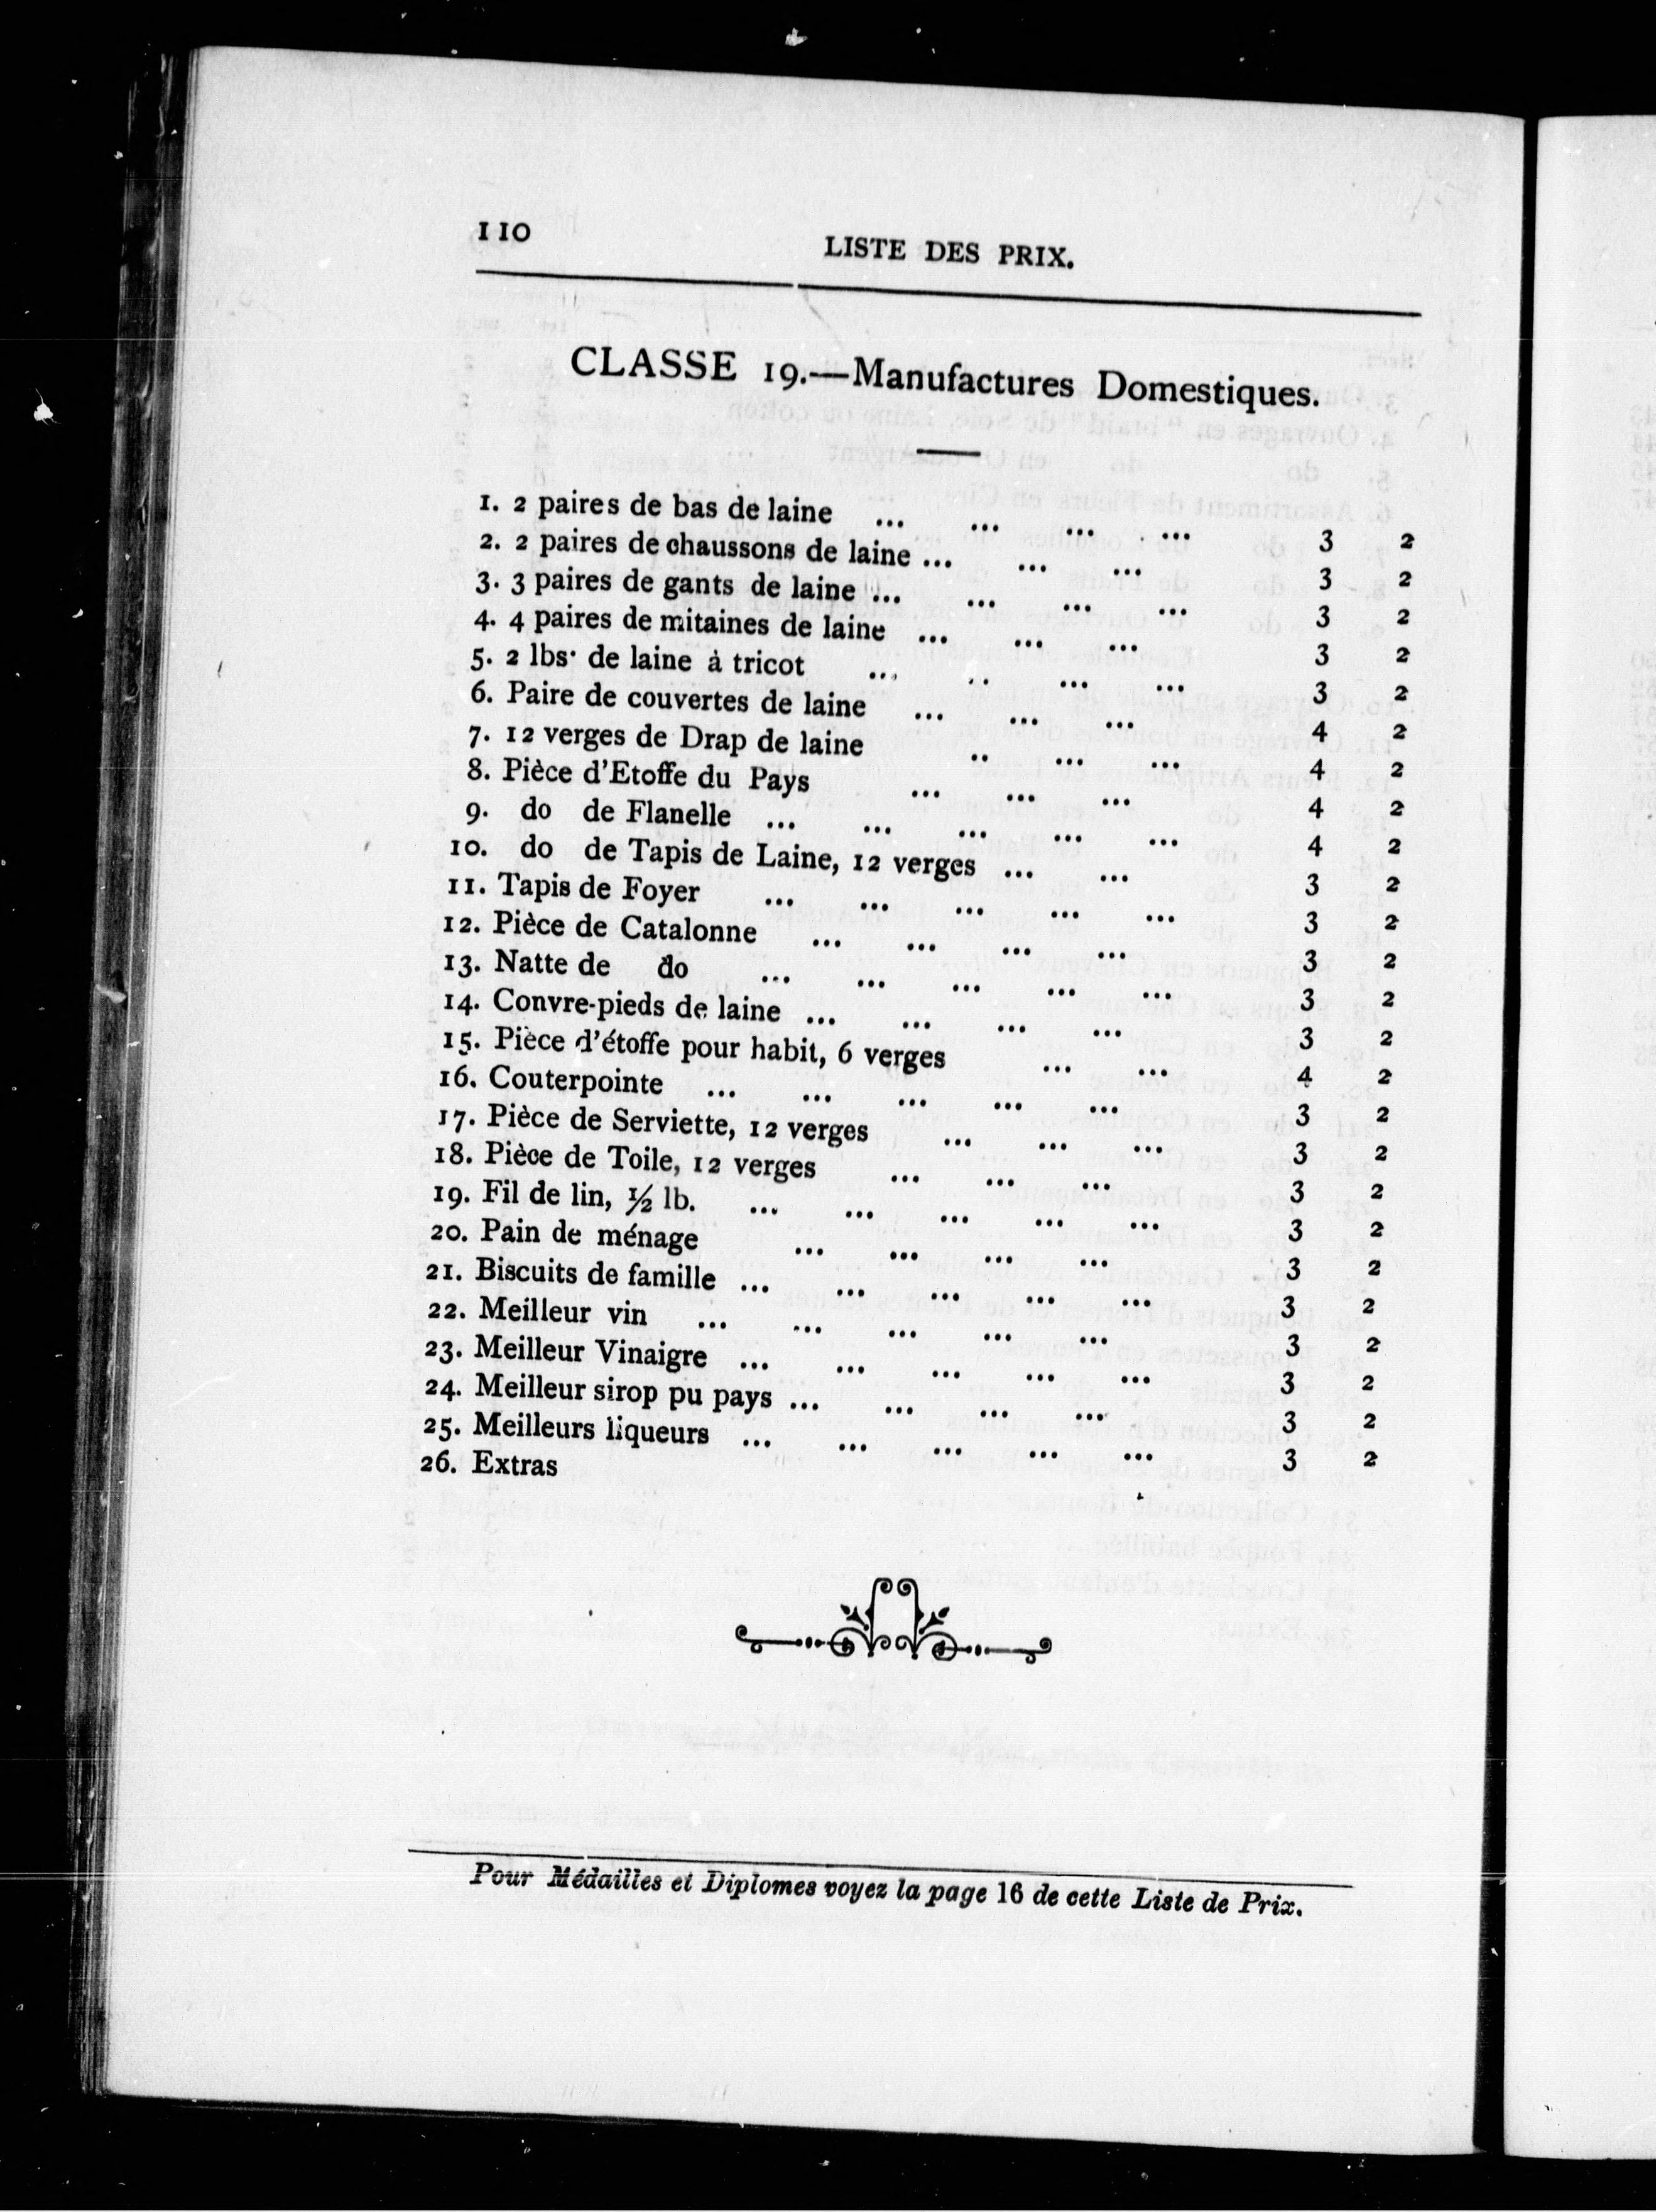 110 LISTE DES PRIX.
CLASSE 19.—Manufactures Domestiques.
1. 2 paires de bas de laine ... ... ... ... 3 2
2. 2 paires de chaussons de laine ... ... ... 3 2
3. 3 paires de gants de laine ... ... ... ... 3 2
4. 4 paires de mitaines de laine ... ... ... 3 2
5. 2 lbs· de laine à tricot ... .. ... ... 3 2
6. Paire de couvertes de laine ... ... ... 4 2
7. 12 verges de Drap de laine .. ... ... 4 2
8. Pièce d'Etoffe du Pays ... ... ... 4 2
9. do de Flanelle ... ... ... ... ... 4 2
10. do de Tapis de Laine, 12 verges ... ... 3 2
11. Tapis de Foyer ... ... ... ... ... 3 2
12. Pièce de Catalonne ... ... ... ... 3 2
13. Natte de do ... ... ... ... ... 3 2
14. Convre-pieds de laine ... ... ... ... 3 2
15. Pièce d'étoffe pour habit, 6 verges ... ... 4 2
16. Couterpointe ... ... ... ... ... 3 2
17. Pièce de Serviette, 12 verges ... ... ... 3 2
18. Pièce de Toile, 12 verges ... ... ... 3 2
19. Fil de lin, ½ lb. ... ... ... ... ... 3 2
20. Pain de ménage ... ... ... ... 3 2
21. Biscuits de famille ... ... ... ... ... 3 2
22. Meilleur vin ... ... ... ... ... 3 2
23. Meilleur Vinaigre ... ... ... ... ... 3 2
24. Meilleur sirop pu pays ... ... ... ... 3 2
25. Meilleurs liqueurs ... ... ... ... ... 3 2
26. Extras
Pour Médailles et Diplomes voyez la page 16 de cette Liste de Prix.